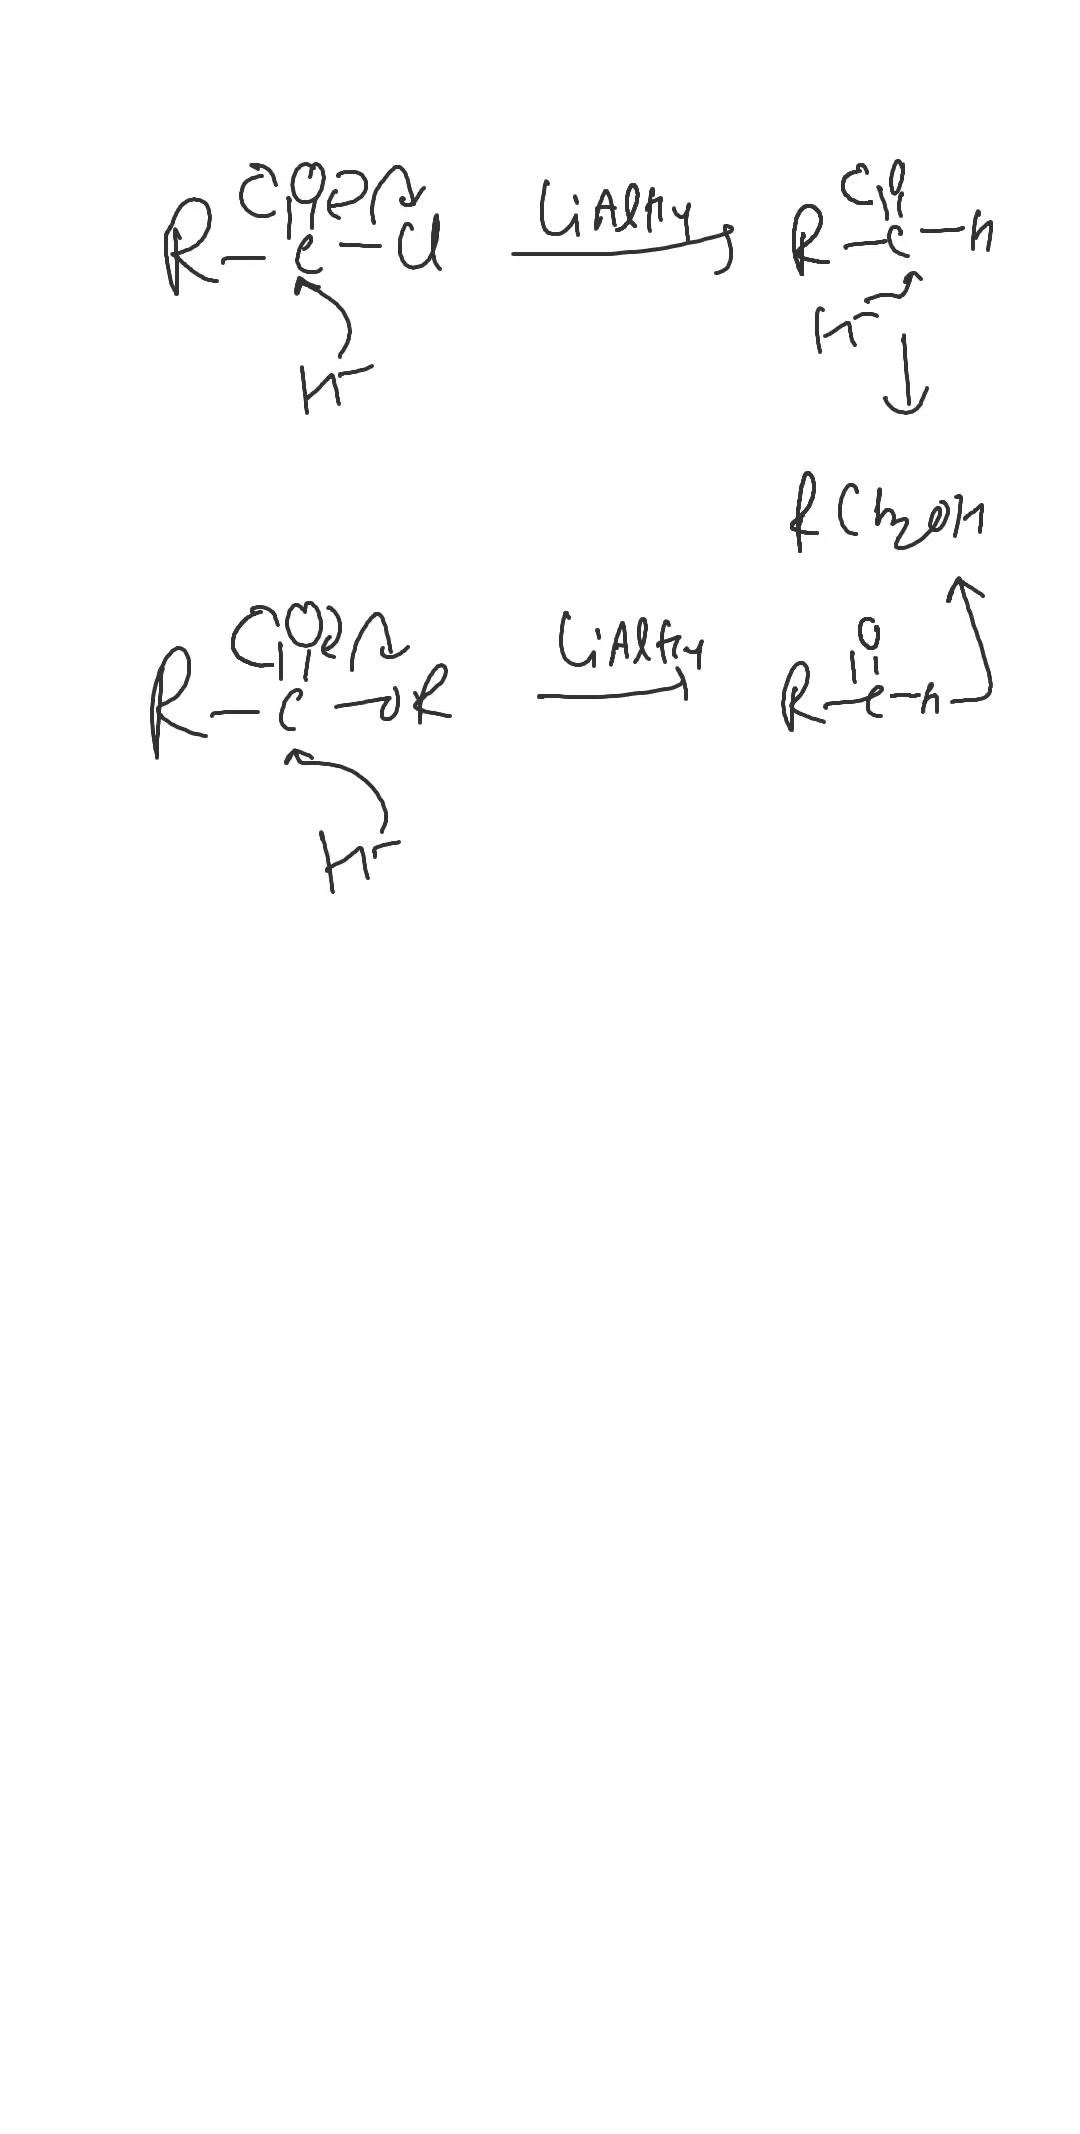 O O
R-C-Cl LiAlH4 R-C-H
H- H-
RCH2OH
O LiAlH4 O
R-C-OR R-C-H
H-